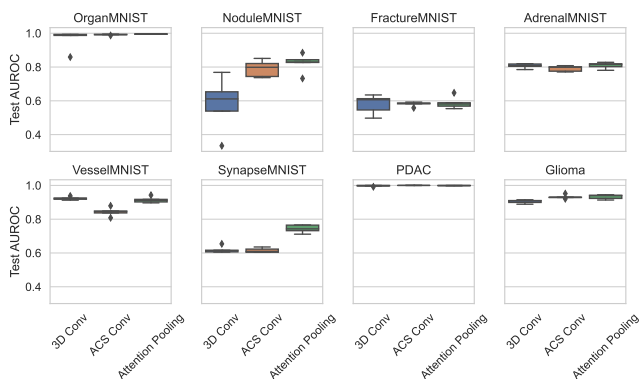 OrganMNIST NoduleMNIST FractureMNIST AdrenalMNIST
Test AUROC
1.0
0.8
0.6
0.4
VesselMNIST SynapseMNIST PDAC Glioma
Test AUROC
1.0
0.8
0.6
0.4
3D Conv ACS Conv Attention Pooling 3D Conv ACS Conv Attention Pooling 3D Conv ACS Conv Attention Pooling 3D Conv ACS Conv Attention Pooling